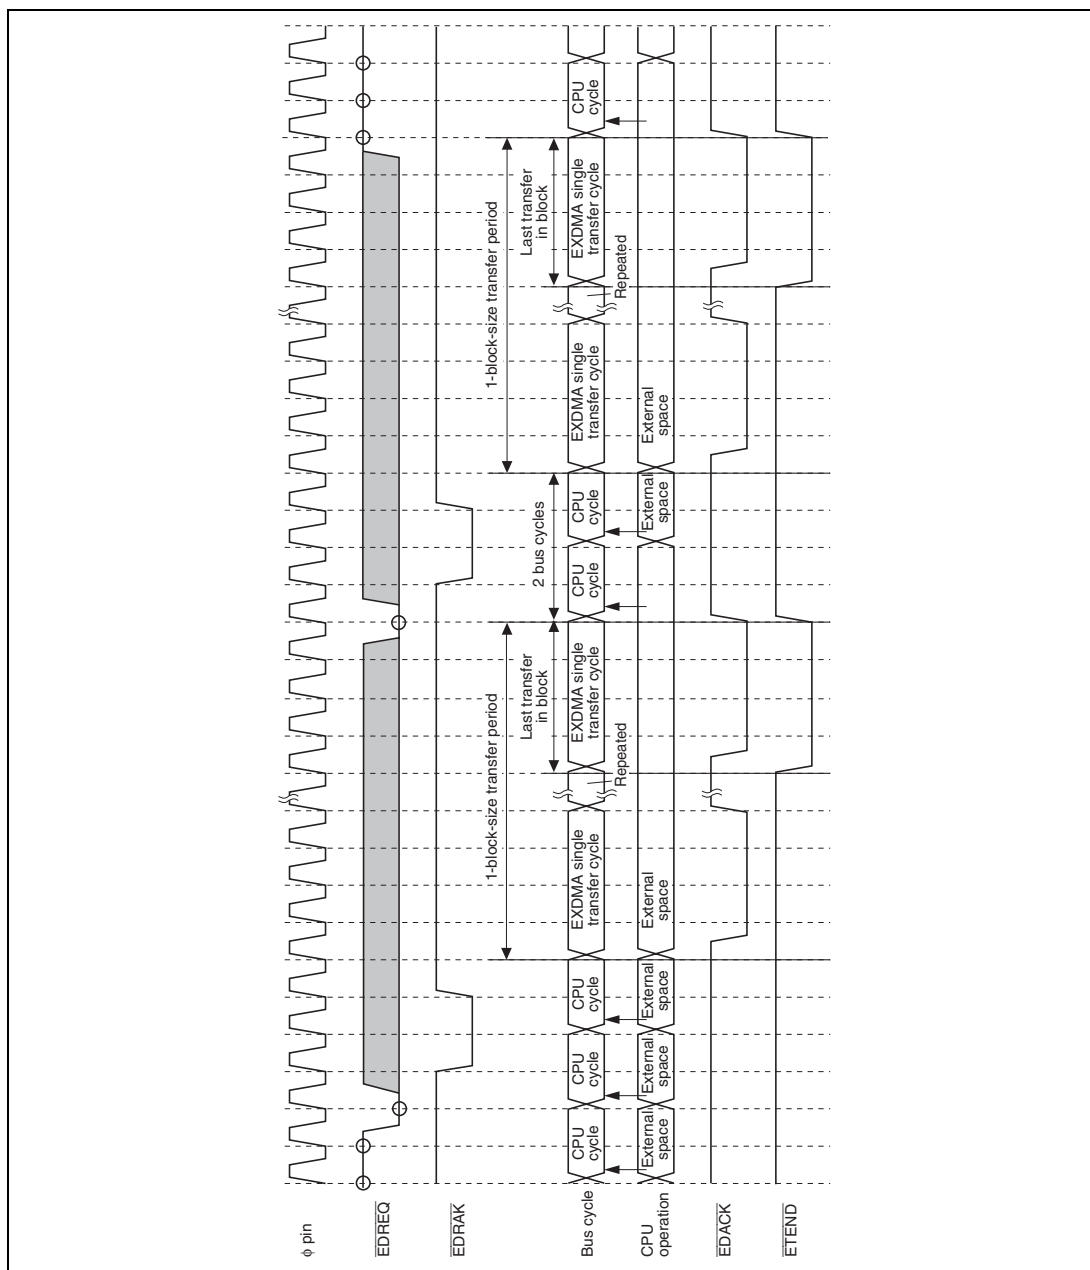 φ pin
EDREQ
EDRAK
1-block-size transfer period
1-block-size transfer period
Last transfer
in block
2 bus cycles
Last transfer
in block
Bus cycle
CPU
cycle
CPU
cycle
CPU
cycle
EXDMA single
transfer cycle
EXDMA single
transfer cycle
CPU
cycle
CPU
cycle
EXDMA single
transfer cycle
EXDMA single
transfer cycle
CPU
cycle
Repeated
Repeated
CPU
operation
External
space
External
space
External
space
External
space
External
space
External
space
EDACK
ETEND